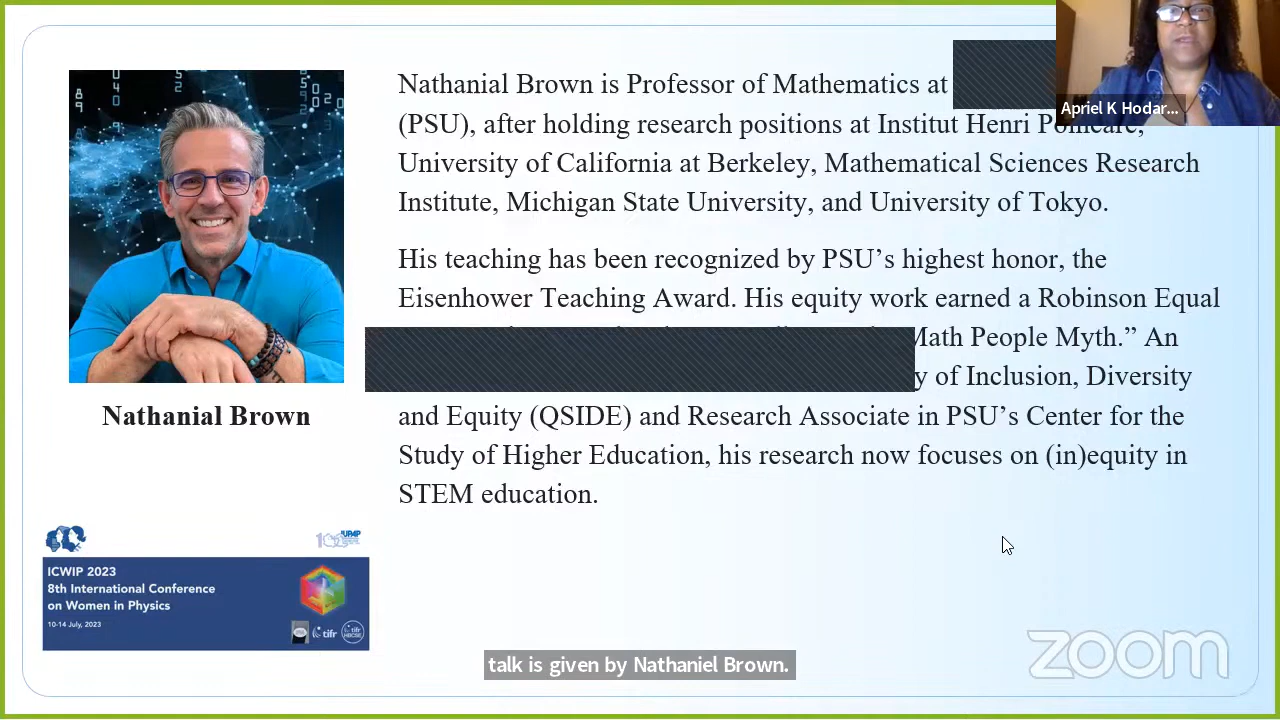 Nathanial Brown is Professor of Mathematics at
(PSU), after holding research positions at Institut Henri Poincaré,
University of California at Berkeley, Mathematical Sciences Research
Institute, Michigan State University, and University of Tokyo.
His teaching has been recognized by PSU’s highest honor, the
Eisenhower Teaching Award. His equity work earned a Robinson Equal
Math People Myth.” An
y of Inclusion, Diversity
and Equity (QSIDE) and Research Associate in PSU’s Center for the
Study of Higher Education, his research now focuses on (in)equity in
STEM education.
Apriel K Hodar...
Nathanial Brown
IUPAP
ICWIP 2023
8th International Conference
on Women in Physics
10-14 July, 2023
tifr
tifr
HBCSE
talk is given by Nathaniel Brown.
zoom